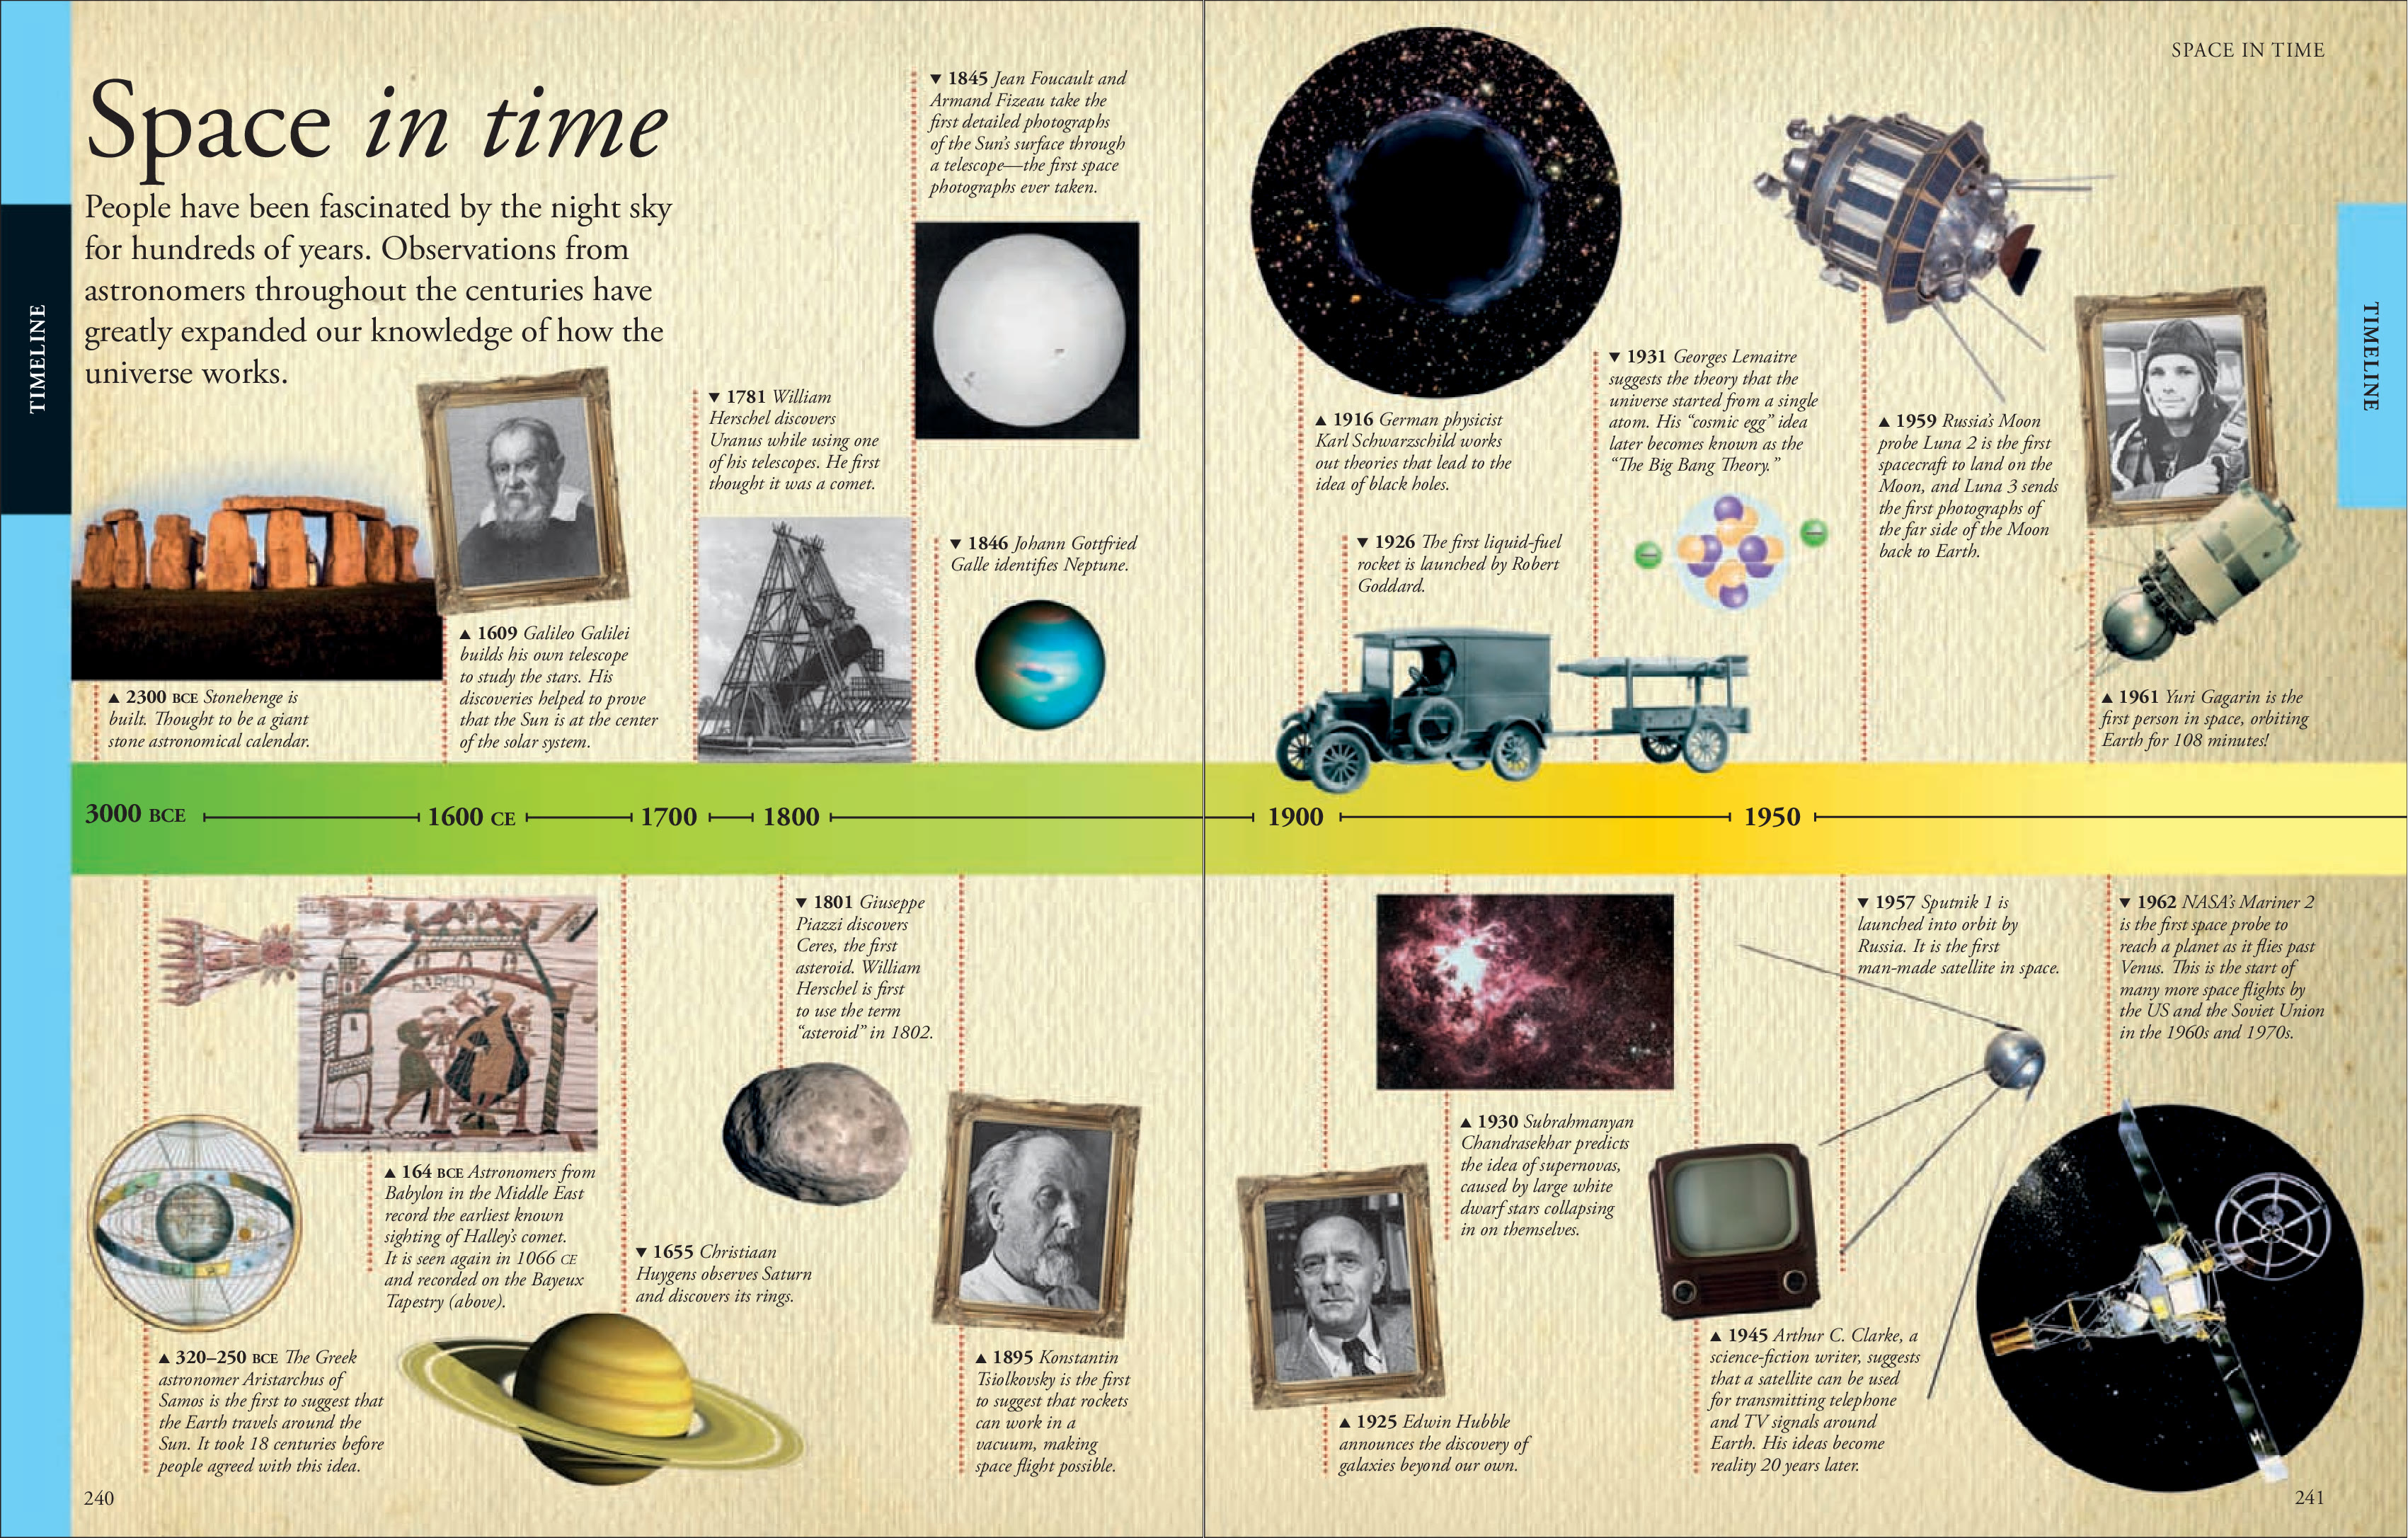 SPACE IN TIME
TIMELINE
Space in time
People have been fascinated by the night sky
for hundreds of years. Observations from
astronomers throughout the centuries have
greatly expanded our knowledge of how the
universe works.
▲ 2300 BCE Stonehenge is
built. Thought to be a giant
stone astronomical calendar.
▲ 1609 Galileo Galilei
builds his own telescope
to study the stars. His
discoveries helped to prove
that the Sun is at the center
of the solar system.
▼ 1781 William
Herschel discovers
Uranus while using one
of his telescopes. He first
thought it was a comet.
▼ 1845 Jean Foucault and
Armand Fizeau take the
first detailed photographs
of the Sun's surface through
a telescope—the first space
photographs ever taken.
▼ 1846 Johann Gottfried
Galle identifies Neptune.
▲ 1916 German physicist
Karl Schwarzschild works
out theories that lead to the
idea of black holes.
▼ 1926 The first liquid-fuel
rocket is launched by Robert
Goddard.
▼ 1931 Georges Lemaitre
suggests the theory that the
universe started from a single
atom. His “cosmic egg” idea
later becomes known as the
“The Big Bang Theory.”
▲ 1959 Russia's Moon
probe Luna 2 is the first
spacecraft to land on the
Moon, and Luna 3 sends
the first photographs of
the far side of the Moon
back to Earth.
▲ 1961 Yuri Gagarin is the
first person in space, orbiting
Earth for 108 minutes!
TIMELINE
3000 BCE 1600 CE 1700 1800 1900 1950
HAROLD
▲ 320–250 BCE The Greek
astronomer Aristarchus of
Samos is the first to suggest that
the Earth travels around the
Sun. It took 18 centuries before
people agreed with this idea.
▲ 164 BCE Astronomers from
Babylon in the Middle East
record the earliest known
sighting of Halley's comet.
It is seen again in 1066 CE
and recorded on the Bayeux
Tapestry (above).
▼ 1655 Christiaan
Huygens observes Saturn
and discovers its rings.
▼ 1801 Giuseppe
Piazzi discovers
Ceres, the first
asteroid. William
Herschel is first
to use the term
“asteroid” in 1802.
▲ 1895 Konstantin
Tsiolkovsky is the first
to suggest that rockets
can work in a
vacuum, making
space flight possible.
▲ 1925 Edwin Hubble
announces the discovery of
galaxies beyond our own.
▲ 1930 Subrahmanyan
Chandrasekhar predicts
the idea of supernovas,
caused by large white
dwarf stars collapsing
in on themselves.
▲ 1945 Arthur C. Clarke, a
science-fiction writer, suggests
that a satellite can be used
for transmitting telephone
and TV signals around
Earth. His ideas become
reality 20 years later.
▼ 1957 Sputnik 1 is
launched into orbit by
Russia. It is the first
man-made satellite in space.
▼ 1962 NASA's Mariner 2
is the first space probe to
reach a planet as it flies past
Venus. This is the start of
many more space flights by
the US and the Soviet Union
in the 1960s and 1970s.
240
241